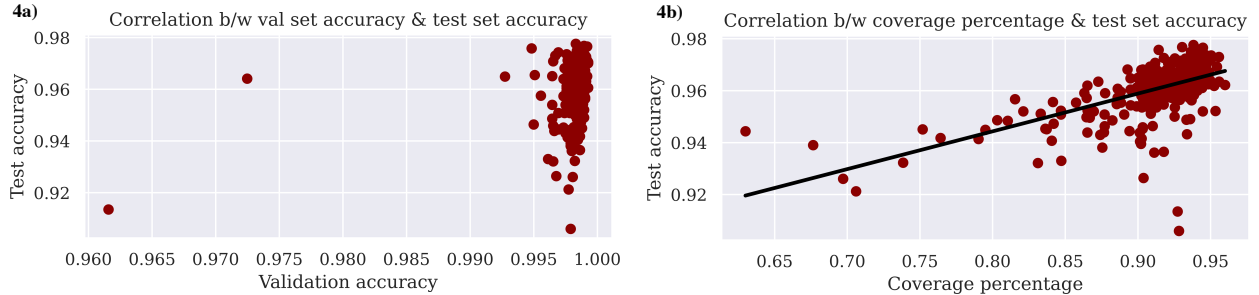 4a)
Correlation b/w val set accuracy & test set accuracy
0.98
0.96
0.94
0.92
Test accuracy
0.960 0.965 0.970 0.975 0.980 0.985 0.990 0.995 1.000
Validation accuracy
4b)
Correlation b/w coverage percentage & test set accuracy
0.98
0.96
0.94
0.92
Test accuracy
0.65 0.70 0.75 0.80 0.85 0.90 0.95
Coverage percentage